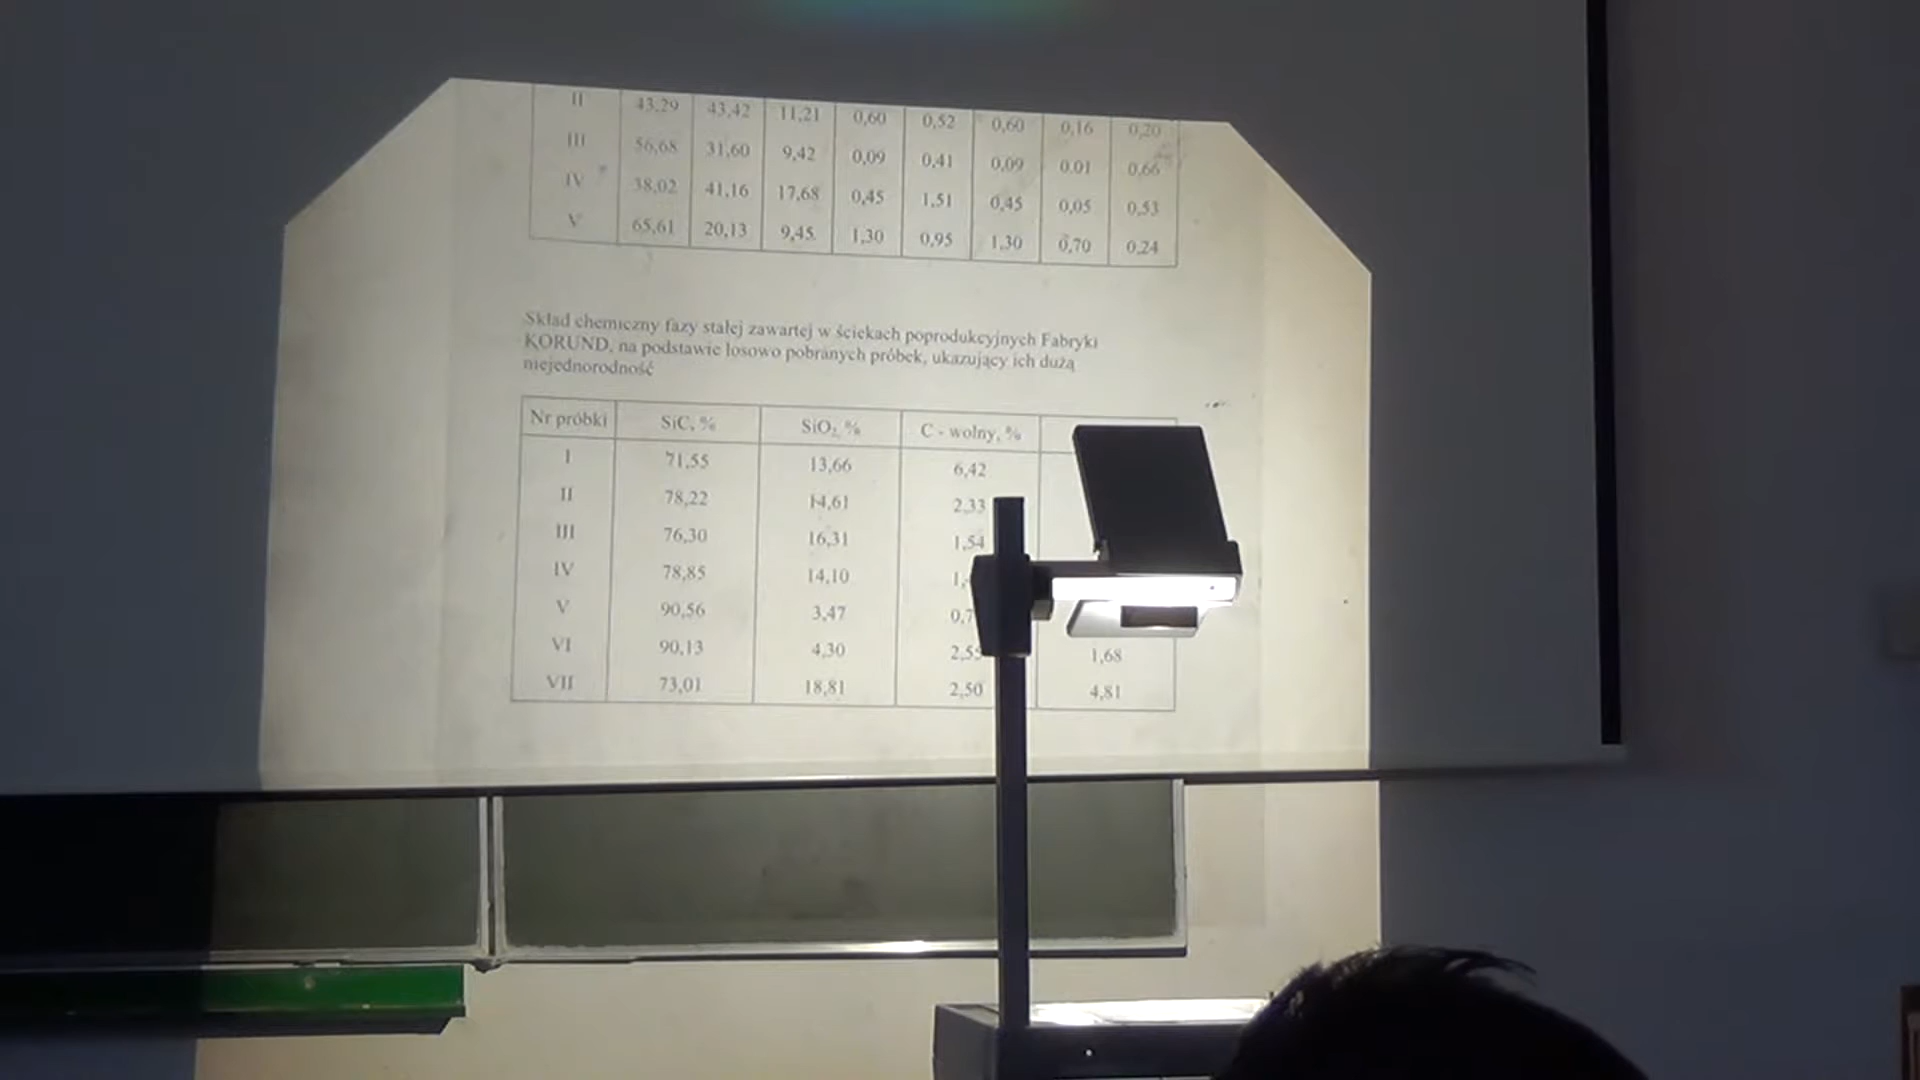 II 43,29 43,42 11,21 0,60 0,52 0,60 0,16 0,20
III 56,68 31,60 9,42 0,09 0,41 0,09 0.01 0,66
IV 38,02 41,16 17,68 0,45 1,51 0,45 0,05 0,53
V 65,61 20,13 9,45 1,30 0,95 1,30 0,70 0,24
Skład chemiczny fazy stałej zawartej w ściekach poprodukcyjnych Fabryki
KORUND, na podstawie losowo pobranych próbek, ukazujący ich dużą
niejednorodność
Nr próbki SiC, % SiO₂, % C - wolny, %
I 71,55 13,66 6,42
II 78,22 14,61 2,33
III 76,30 16,31 1,54
IV 78,85 14,10
V 90,56 3,47
VI 90,13 4,30 2,55 1,68
VII 73,01 18,81 2,50 4,81